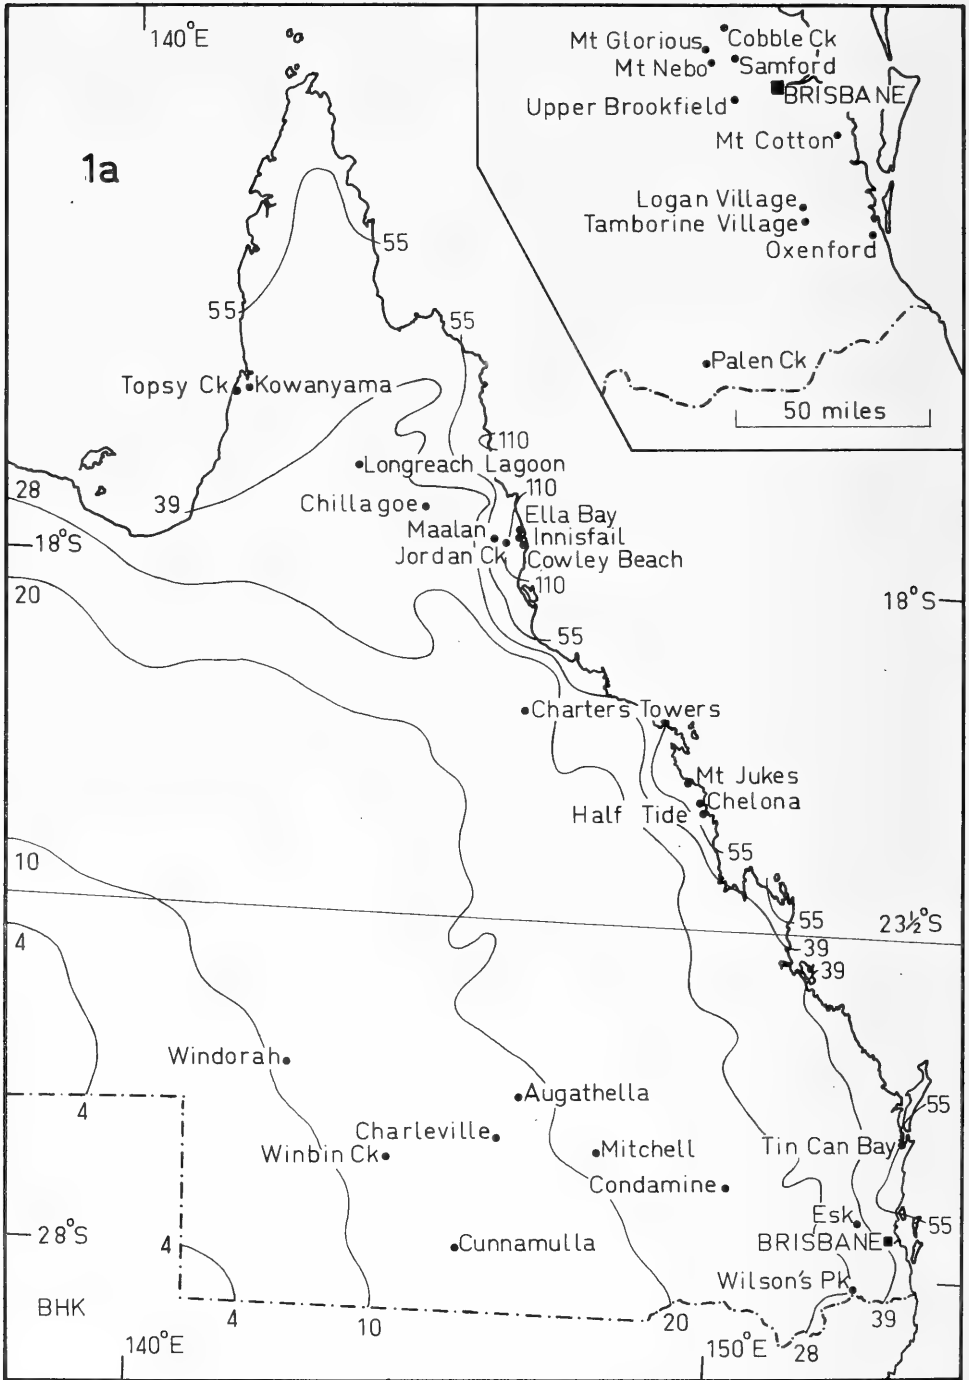 140°E
1a
Mt Glorious
Cobble Ck
Mt Nebo
Samford
BRISBANE
Upper Brookfield
Mt Cotton
Logan Village
Tamborine Village
Oxenford
Palen Ck
50 miles
55
55
55
Topsy Ck
Kowanyama
110
Longreach Lagoon
28
39
Chillagoe
110
Ella Bay
Maalan
Innisfail
18°S
Jordan Ck
Cowley Beach
110
20
18°S
55
Charters Towers
Mt Jukes
Chelona
Half Tide
55
10
55
23½°S
4
39
39
Windorah
Augathella
4
55
Charleville
Tin Can Bay
Winbin Ck
Mitchell
Condamine
Esk
55
28°S
4
Cunnamulla
BRISBANE
Wilson's Pk
BHK
4
10
20
28
39
140°E
150°E